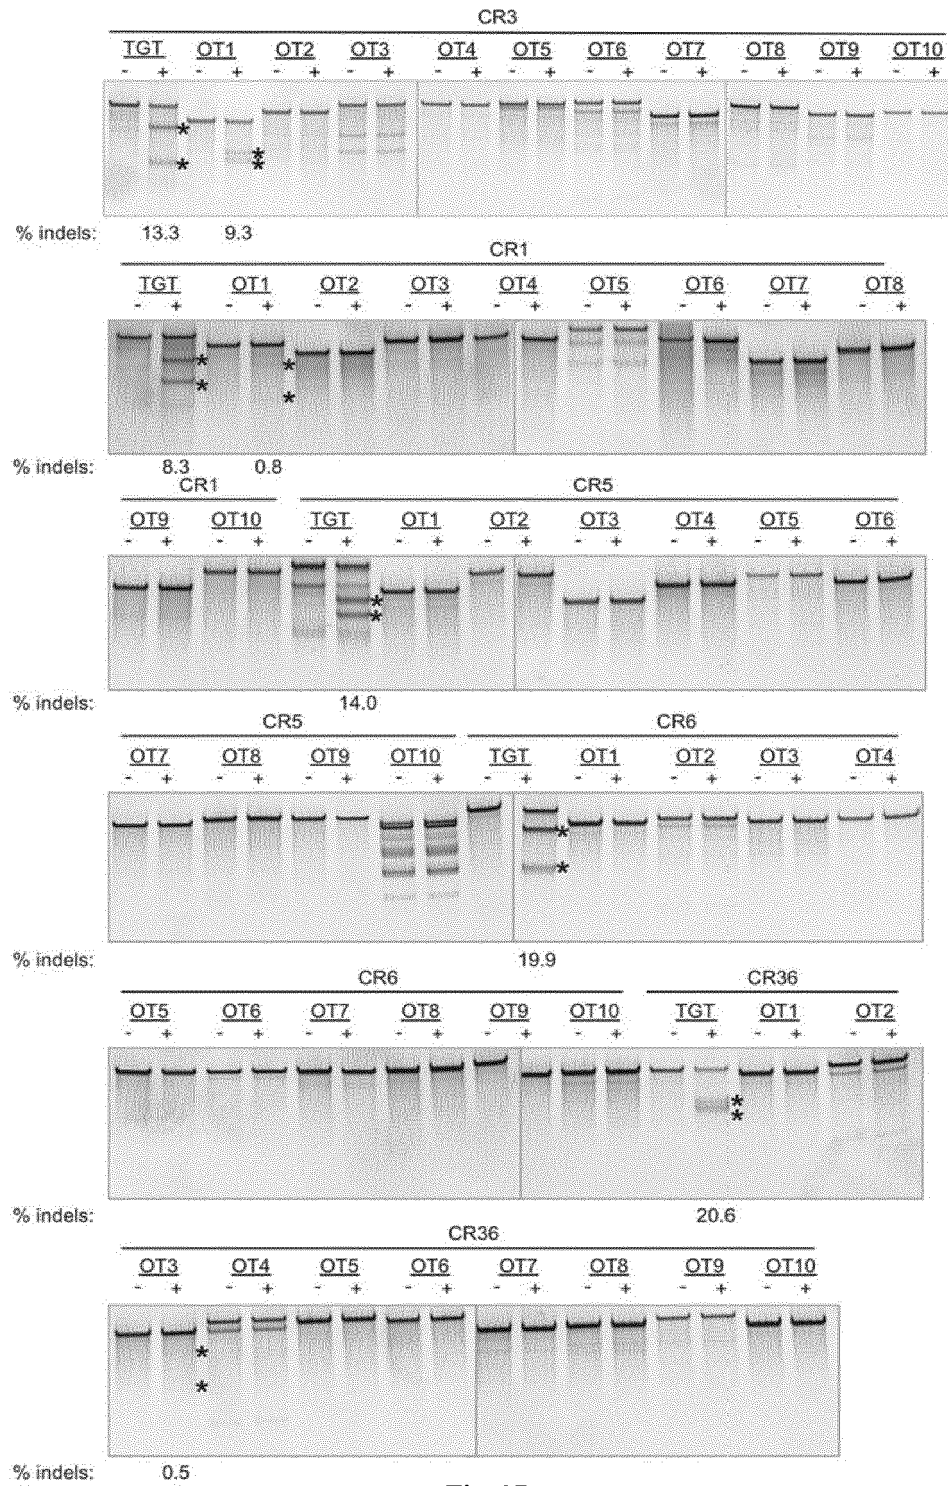 CR3
TGT OT1 OT2 OT3 OT4 OT5 OT6 OT7 OT8 OT9 OT10
- + - + - + - + - + - + - + - + - + - + - +
*
*
*
*
% indels: 13.3 9.3
CR1
TGT OT1 OT2 OT3 OT4 OT5 OT6 OT7 OT8
- + - + - + - + - + - + - + - + - +
* *
* *
% indels: 8.3 0.8
CR1 CR5
OT9 OT10 TGT OT1 OT2 OT3 OT4 OT5 OT6
- + - + - + - + - + - + - + - + - +
*
*
% indels: 14.0
CR5 CR6
OT7 OT8 OT9 OT10 TGT OT1 OT2 OT3 OT4
- + - + - + - + - + - + - + - + - +
*
*
% indels: 19.9
CR6 CR36
OT5 OT6 OT7 OT8 OT9 OT10 TGT OT1 OT2
- + - + - + - + - + - + - + - + - +
*
*
% indels: 20.6
CR36
OT3 OT4 OT5 OT6 OT7 OT8 OT9 OT10
- + - + - + - + - + - + - + - +
*
*
% indels: 0.5